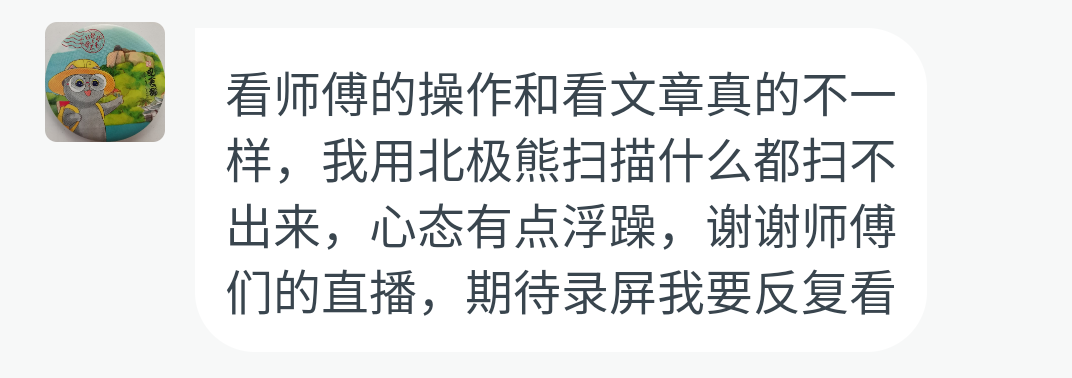 看师傅的操作和看文章真的不一
样，我用北极熊扫描什么都扫不
出来，心态有点浮躁，谢谢师傅
们的直播，期待录屏我要反复看